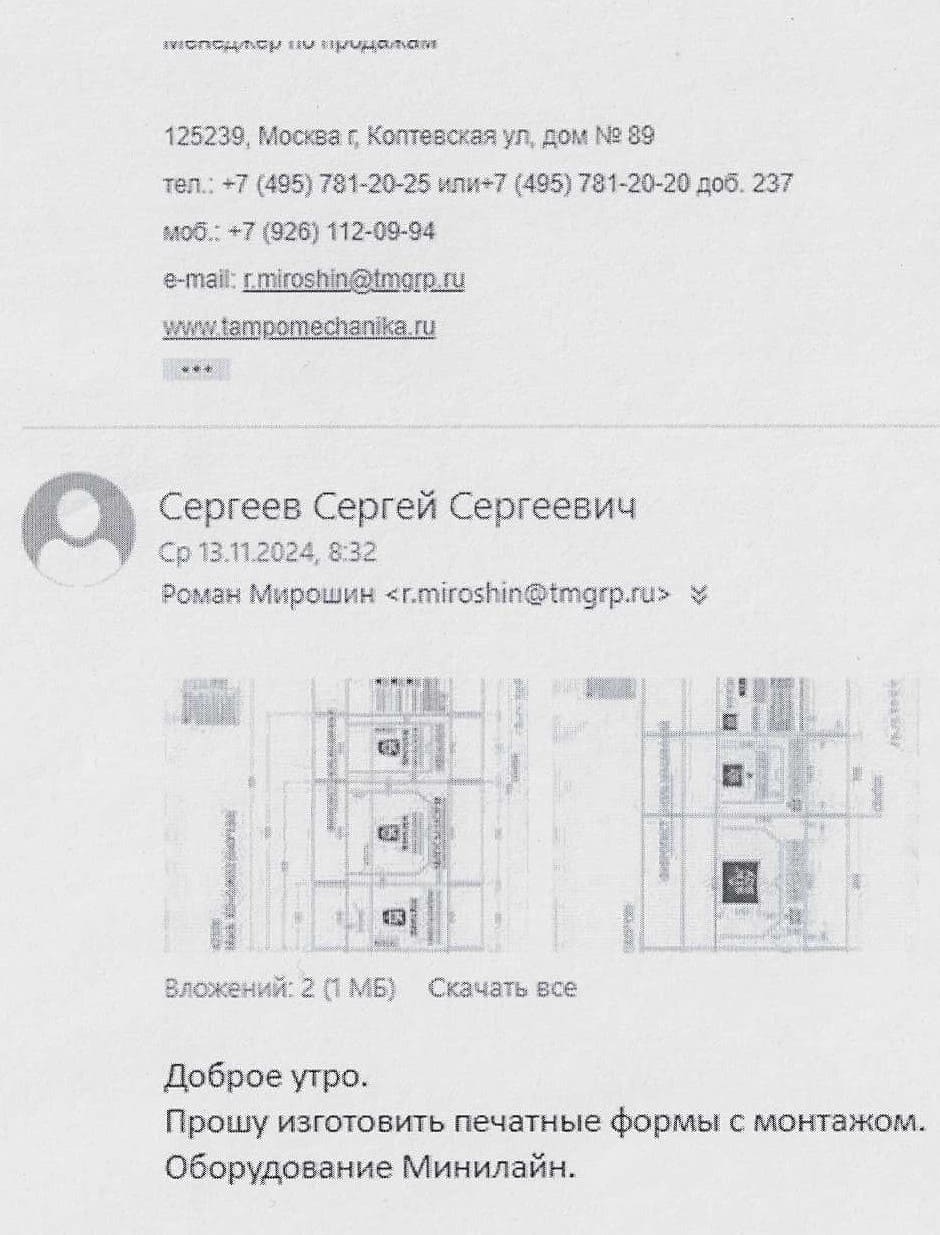 Менеджер по продажам
125239, Москва г, Коптевская ул, дом № 89
тел.: +7 (495) 781-20-25 или+7 (495) 781-20-20 доб. 237
моб.: +7 (926) 112-09-94
e-mail: r.miroshin@tmgrp.ru
www.tampomechanika.ru
Сергеев Сергей Сергеевич
Ср 13.11.2024, 8:32
Роман Мирошин <r.miroshin@tmgrp.ru>
Вложений: 2 (1 МБ) Скачать все
Доброе утро.
Прошу изготовить печатные формы с монтажом.
Оборудование Минилайн.